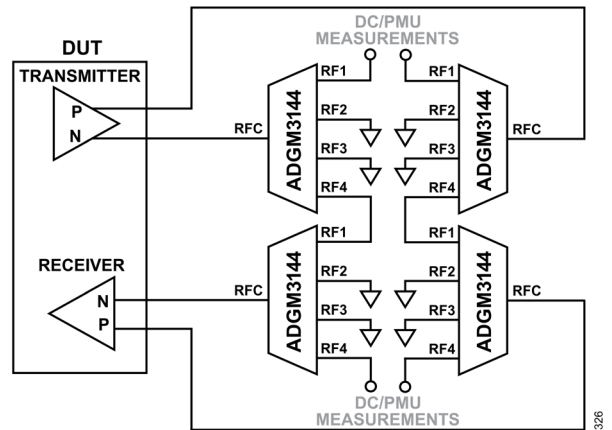 DC/PMU
MEASUREMENTS
DUT
TRANSMITTER
P
N
RFC
ADGM3144
RF1
RF2
RF3
RF4
RF1
RF2
RF3
RF4
ADGM3144
RFC
RECEIVER
N
P
RFC
ADGM3144
RF1
RF2
RF3
RF4
RF1
RF2
RF3
RF4
ADGM3144
RFC
DC/PMU
MEASUREMENTS
326